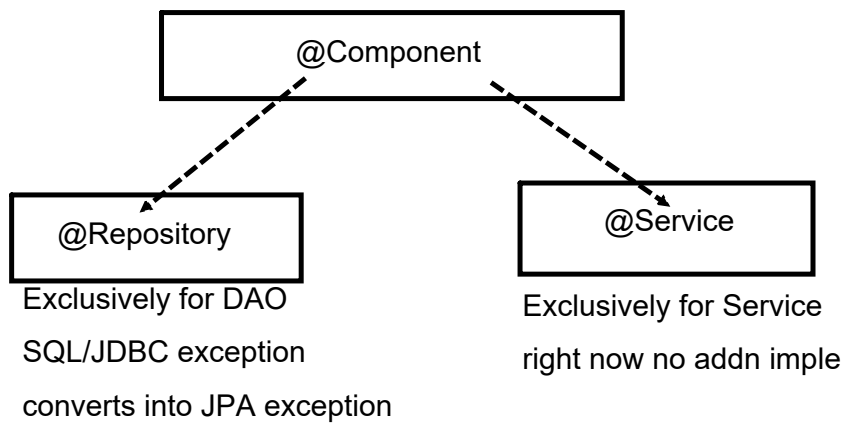 @Component
@Repository
Exclusively for DAO
SQL/JDBC exception
converts into JPA exception
@Service
Exclusively for Service
right now no addn imple